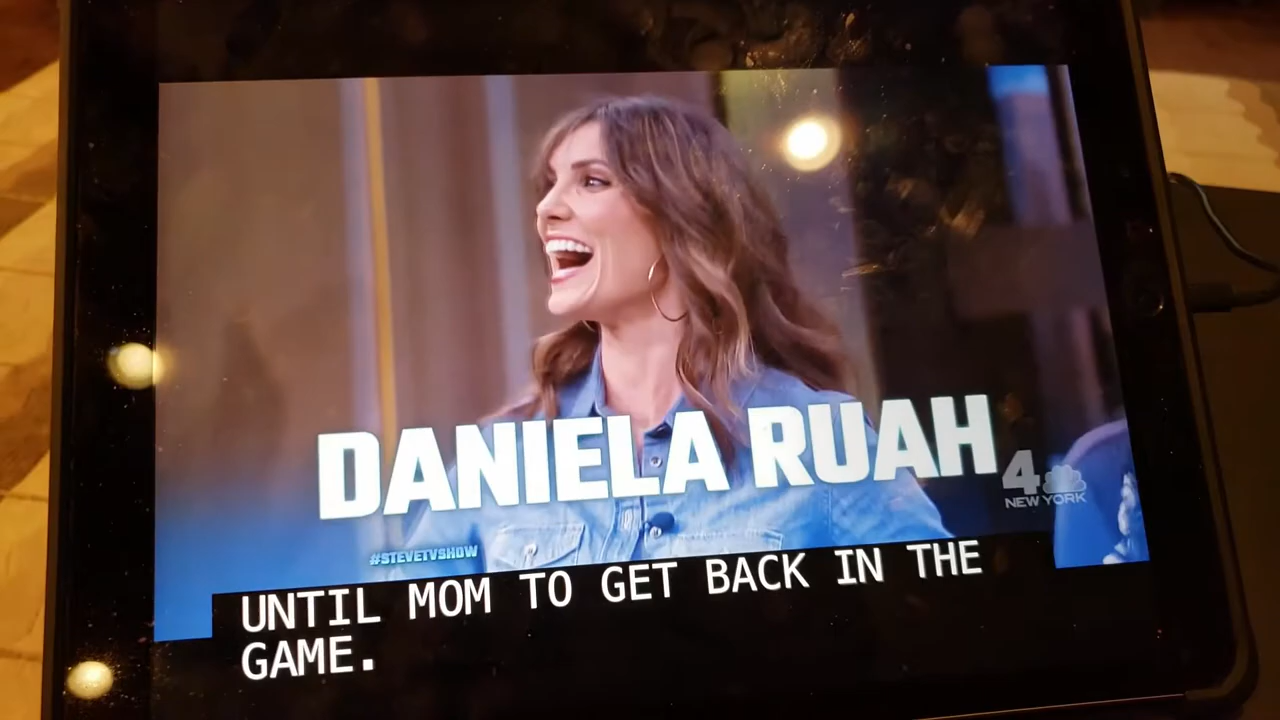 DANIELA RUAH
4
NEW YORK
#STEVETVSHOW
UNTIL MOM TO GET BACK IN THE
GAME.